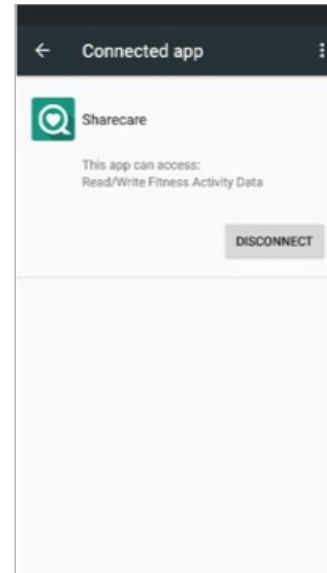 Connected app
Sharecare
This app can access:
Read/Write Fitness Activity Data
DISCONNECT